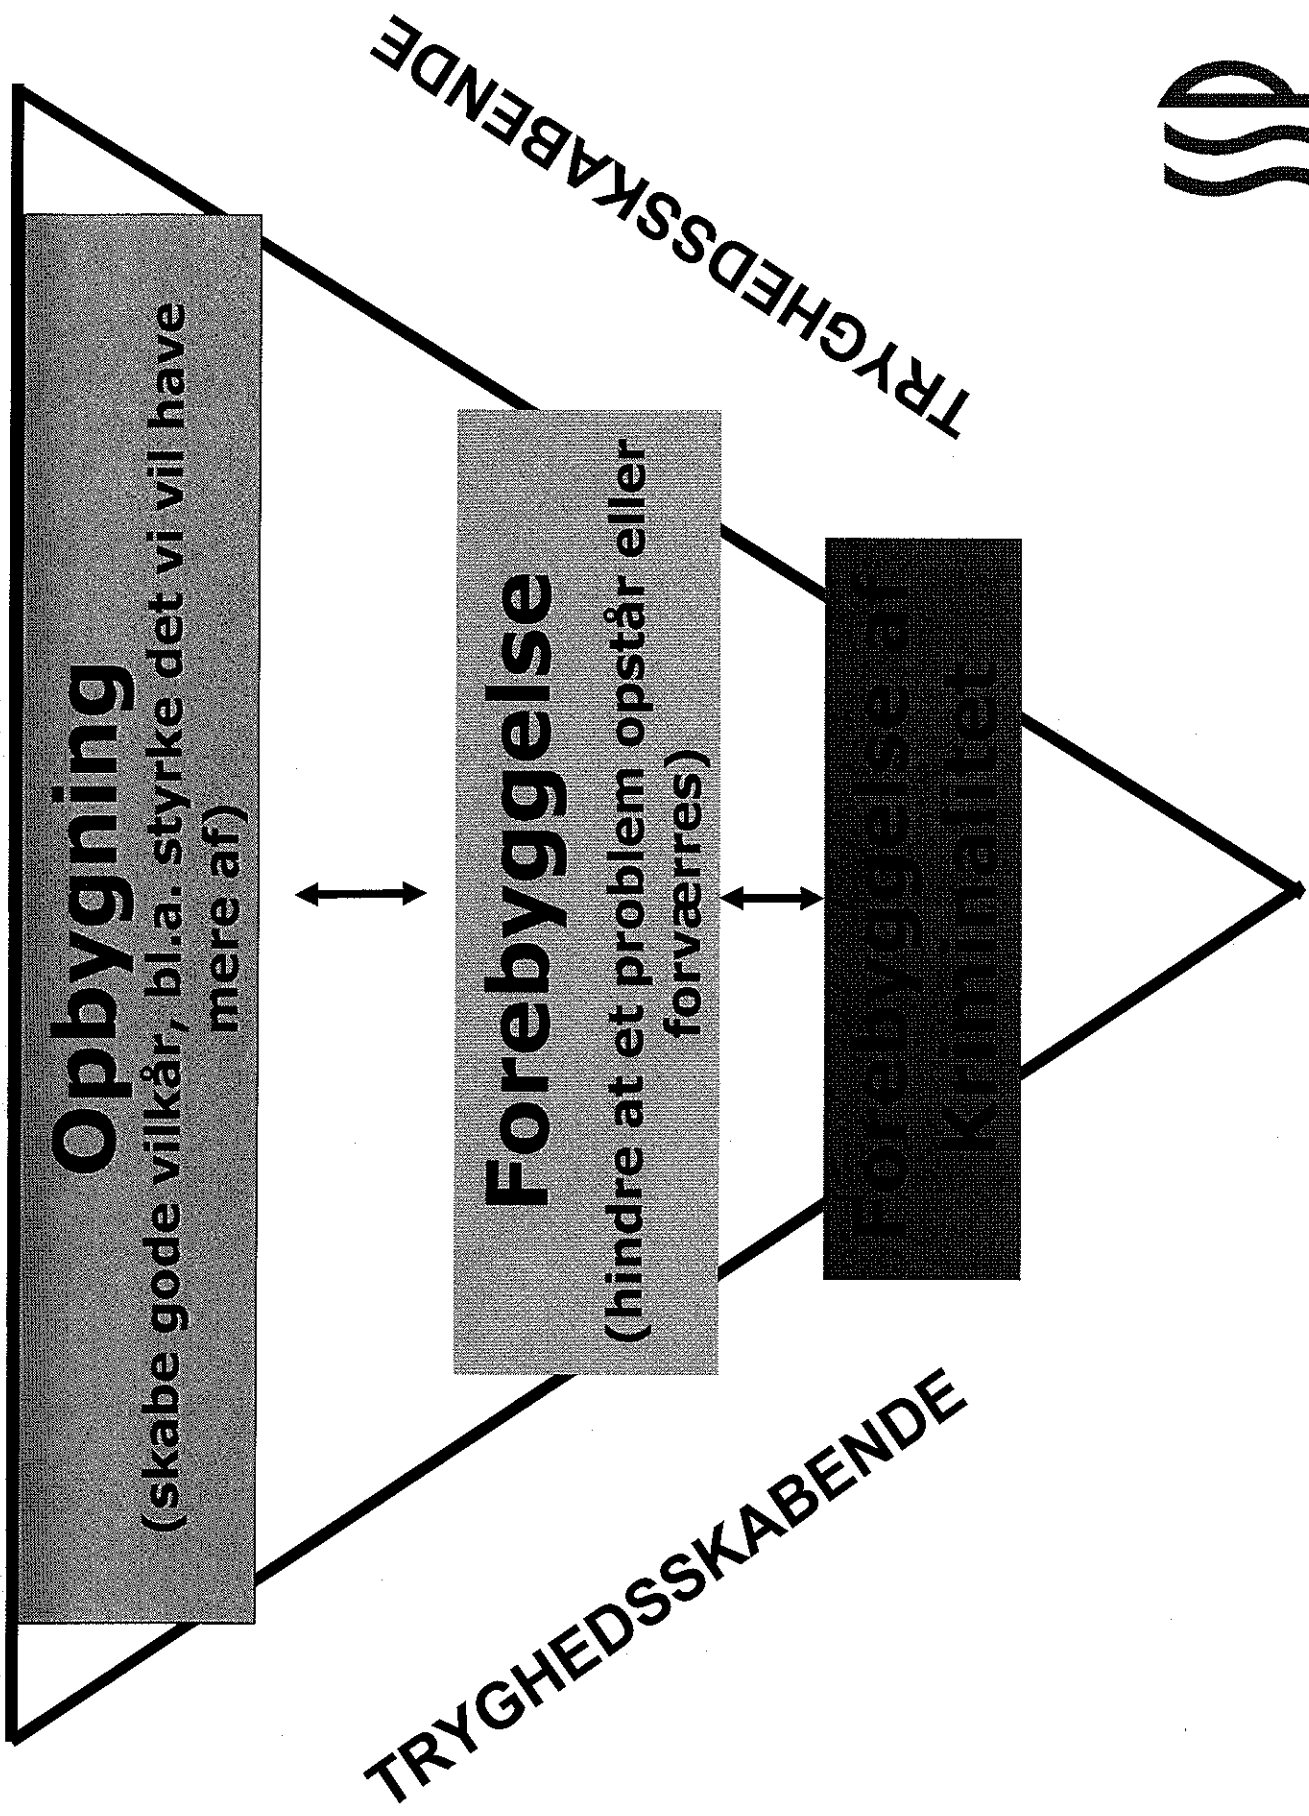 Opbygning
(skabe gode vilkår, bl.a. styrke det vi vil have
mere af)
Forebyggelse
(hindre at et problem opstår eller
forværres)
Forebyggelse af
Kriminalitet
TRYGHEDSSKABENDE
TRYGHEDSSKABENDE